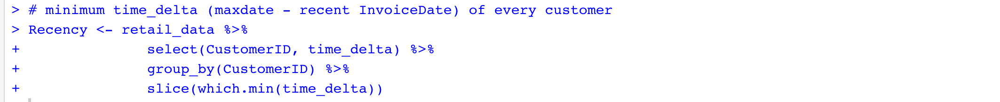 > # minimum time_delta (maxdate - recent InvoiceDate) of every customer
> Recency <- retail_data %>%
+               select(CustomerID, time_delta) %>%
+               group_by(CustomerID) %>%
+               slice(which.min(time_delta))